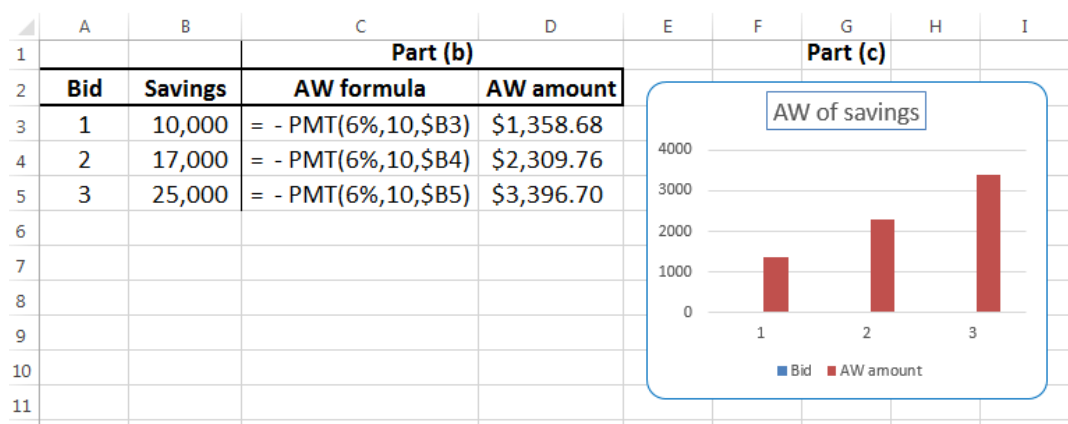 A B C D E F G H I
1 Part (b) Part (c)
2 Bid Savings AW formula AW amount
3 1 10,000 = - PMT(6%,10,$B3) $1,358.68
4 2 17,000 = - PMT(6%,10,$B4) $2,309.76
5 3 25,000 = - PMT(6%,10,$B5) $3,396.70
6
7
8
9
10
11
AW of savings
4000
3000
2000
1000
0
1 2 3
Bid AW amount